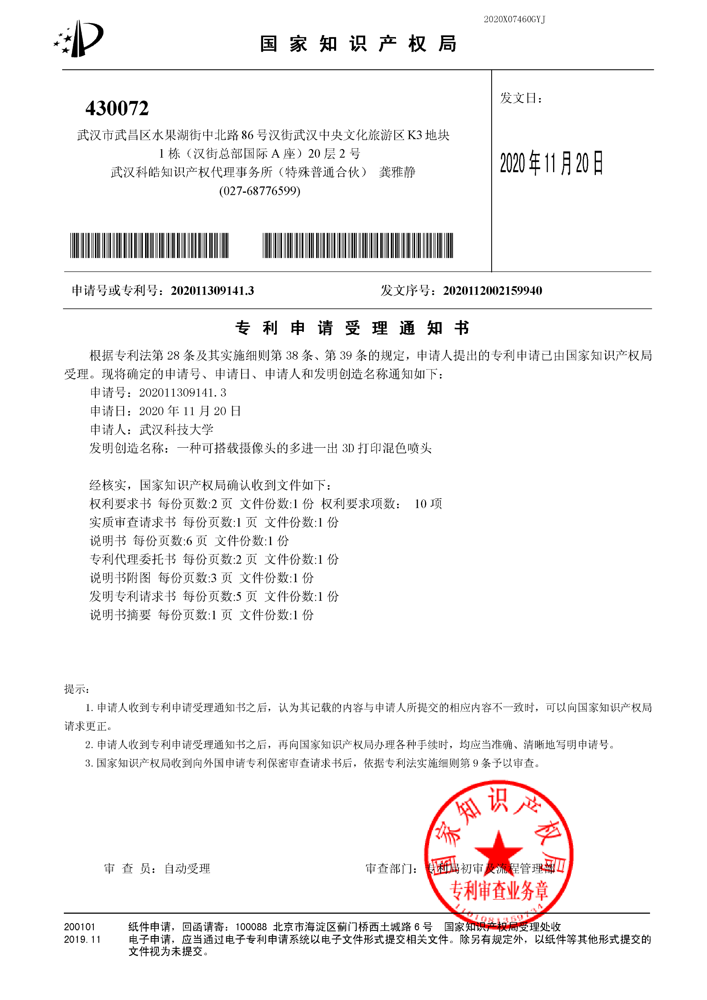 2020X07460GYJ
国家知识产权局
430072
武汉市武昌区水果湖街中北路 86 号汉街武汉中央文化旅游区 K3 地块
1 栋（汉街总部国际 A 座）20 层 2 号
武汉科皓知识产权代理事务所（特殊普通合伙） 龚雅静
(027-68776599)
发文日：
2020 年 11 月 20 日
申请号或专利号：202011309141.3 发文序号：2020112002159940
专利申请受理通知书
根据专利法第 28 条及其实施细则第 38 条、第 39 条的规定，申请人提出的专利申请已由国家知识产权局
受理。现将确定的申请号、申请日、申请人和发明创造名称通知如下：
申请号：202011309141.3
申请日：2020 年 11 月 20 日
申请人：武汉科技大学
发明创造名称：一种可搭载摄像头的多进一出 3D 打印混色喷头
经核实，国家知识产权局确认收到文件如下：
权利要求书 每份页数:2 页 文件份数:1 份 权利要求项数： 10 项
实质审查请求书 每份页数:1 页 文件份数:1 份
说明书 每份页数:6 页 文件份数:1 份
专利代理委托书 每份页数:2 页 文件份数:1 份
说明书附图 每份页数:3 页 文件份数:1 份
发明专利请求书 每份页数:5 页 文件份数:1 份
说明书摘要 每份页数:1 页 文件份数:1 份
提示：
1. 申请人收到专利申请受理通知书之后，认为其记载的内容与申请人所提交的相应内容不一致时，可以向国家知识产权局
请求更正。
2. 申请人收到专利申请受理通知书之后，再向国家知识产权局办理各种手续时，均应当准确、清晰地写明申请号。
3. 国家知识产权局收到向外国申请专利保密审查请求书后，依据专利法实施细则第 9 条予以审查。
国家知识产权局
审 查 员：自动受理 审查部门：专利局初审及流程管理部
专利审查业务章
1101081359734
200101 纸件申请，回函请寄：100088 北京市海淀区蓟门桥西土城路 6 号 国家知识产权局受理处收
2019.11 电子申请，应当通过电子专利申请系统以电子文件形式提交相关文件。除另有规定外，以纸件等其他形式提交的
文件视为未提交。